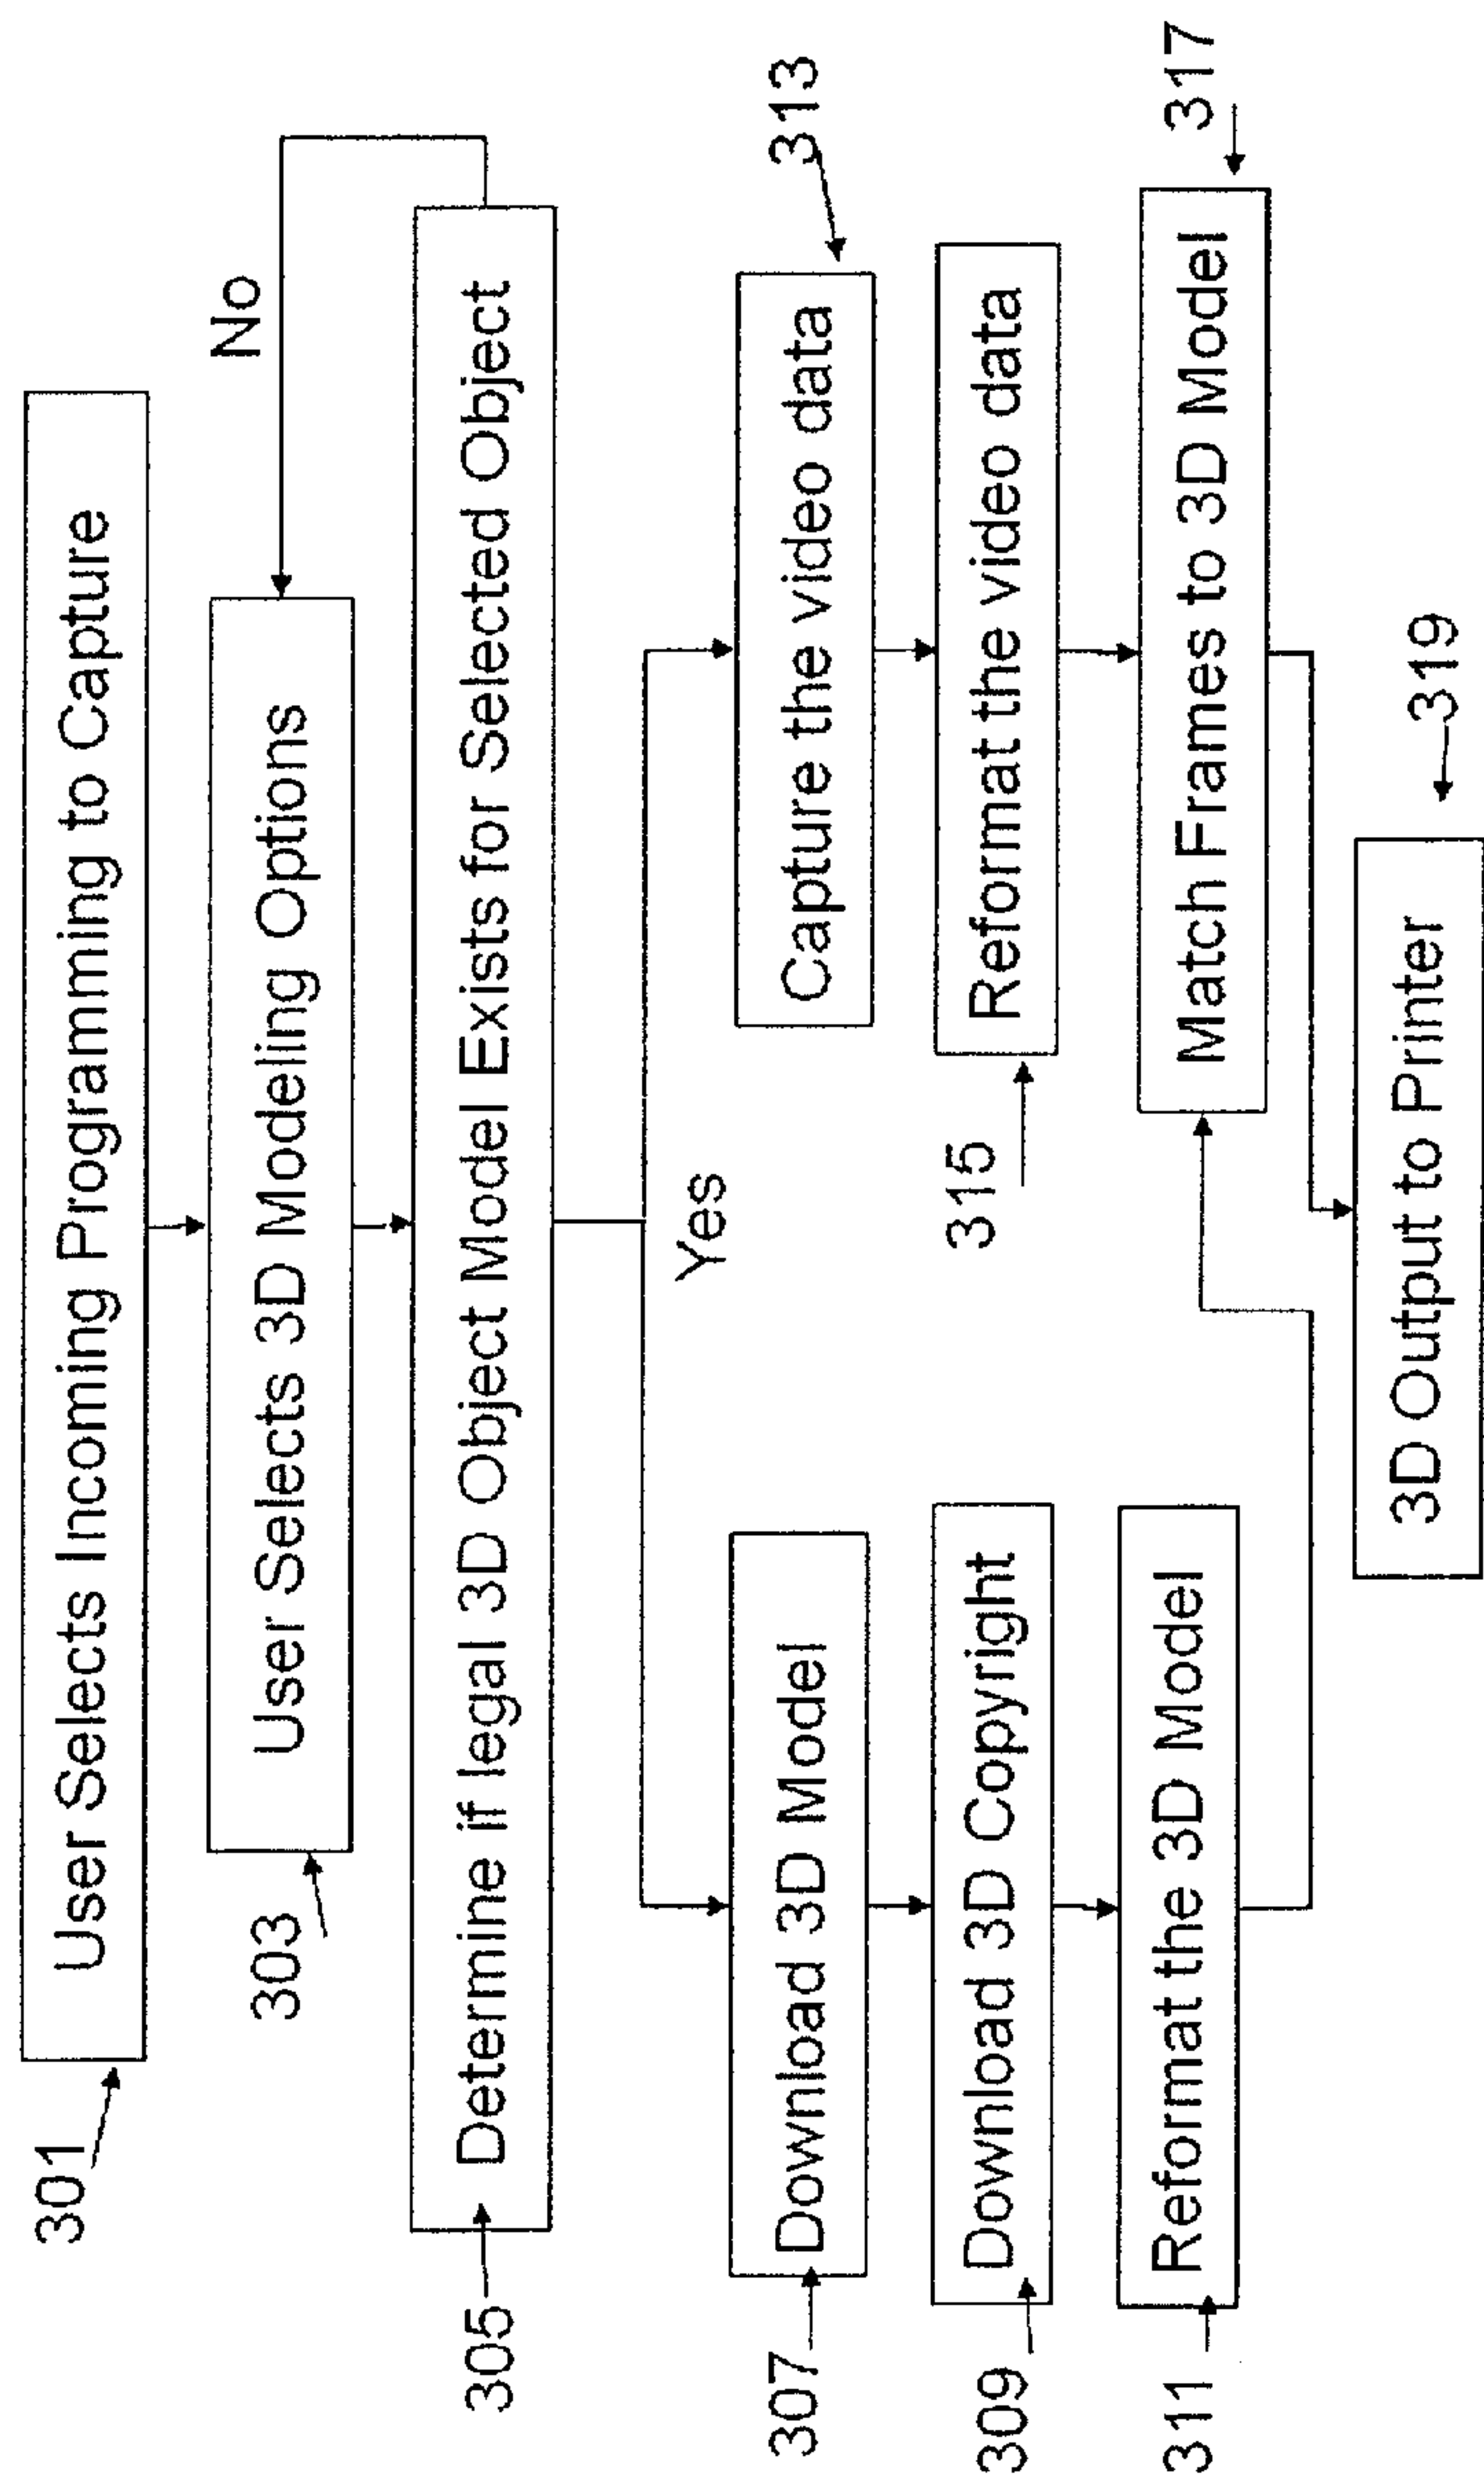 301
User Selects Incoming Programming to Capture
No
303
User Selects 3D Modeling Options
305
Determine if legal 3D Object Model Exists for Selected Object
Yes
307
Download 3D Model
Capture the video data
313
309
Download 3D Copyright
315
Reformat the video data
311
Reformat the 3D Model
Match Frames to 3D Model
317
3D Output to Printer
319